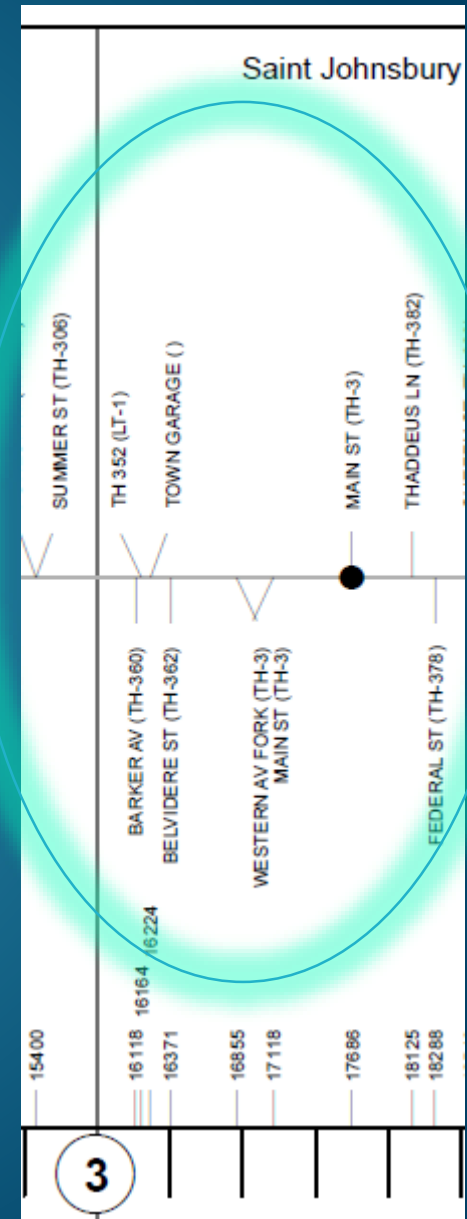 Saint Johnsbury
SUMMER ST (TH-306)
TH 352 (LT-1)
TOWN GARAGE ()
MAIN ST (TH-3)
THADDEUS LN (TH-382)
BARKER AV (TH-360)
BELVIDERE ST (TH-362)
WESTERN AV FORK (TH-3)
MAIN ST (TH-3)
FEDERAL ST (TH-378)
15400
16118
16164
16224
16371
16855
17118
17686
18125
18288
3